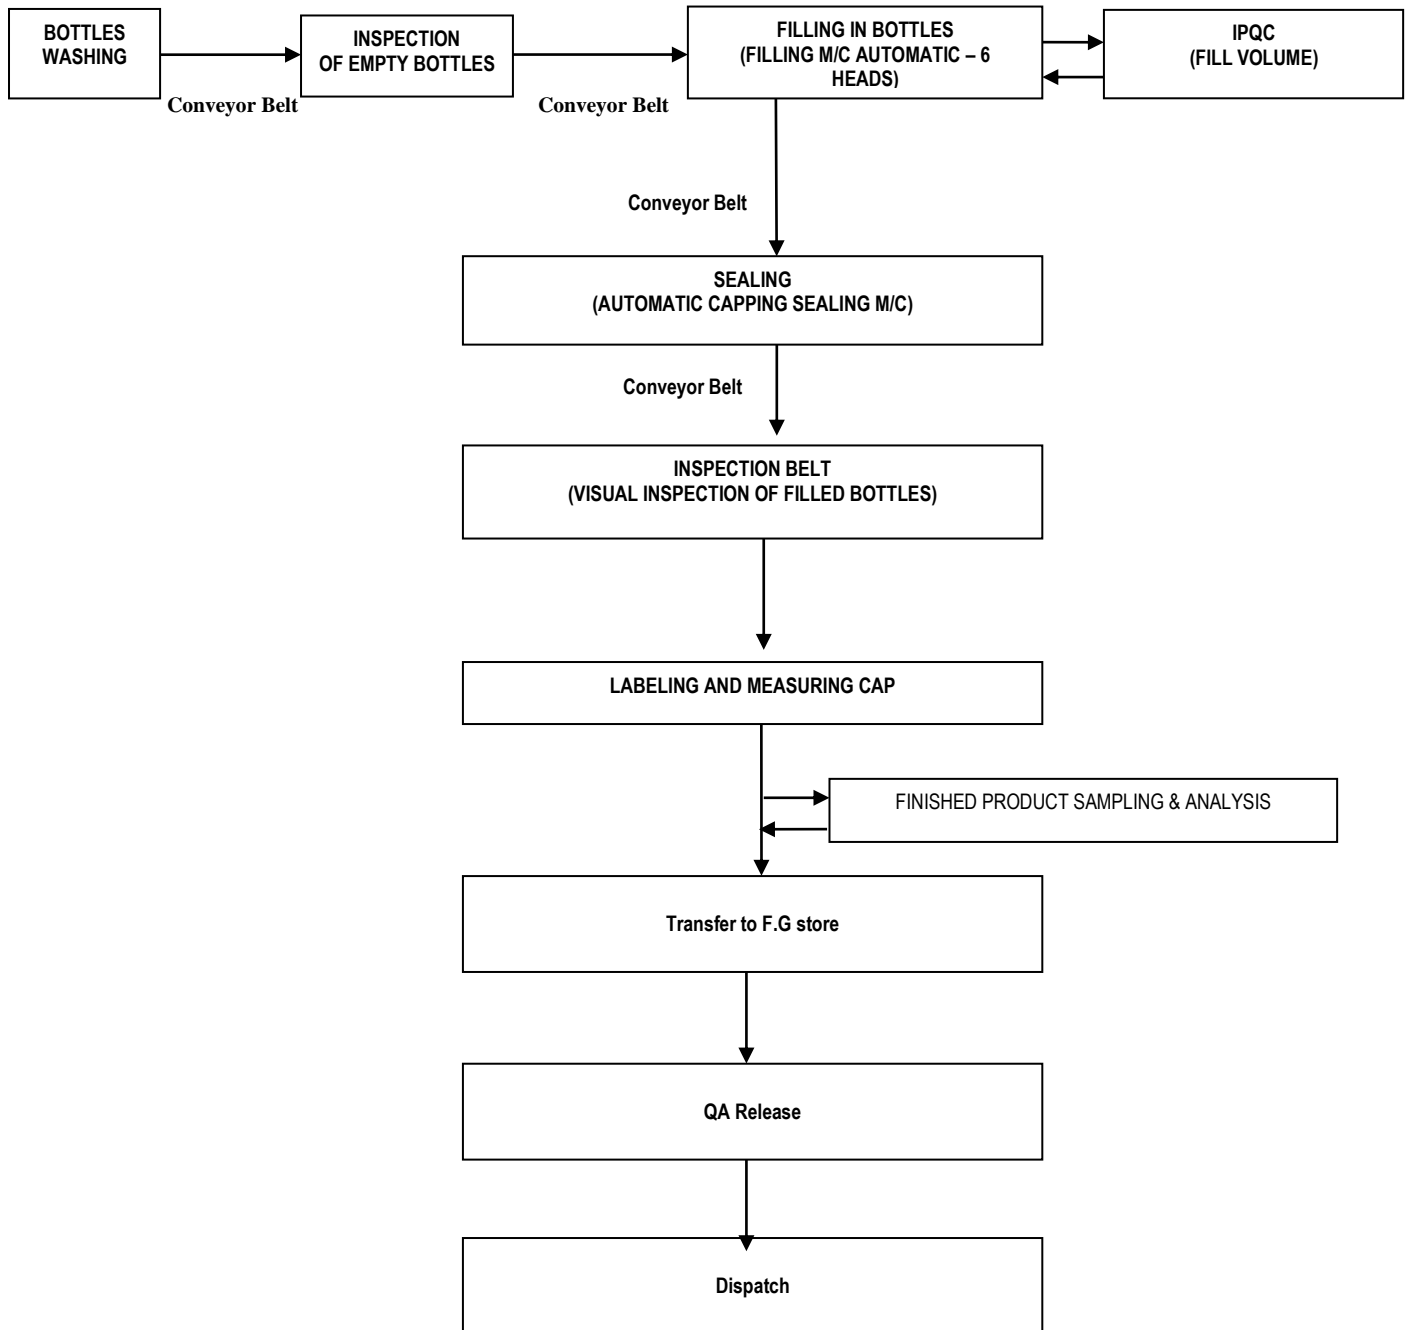 BOTTLES
WASHING
INSPECTION
OF EMPTY BOTTLES
FILLING IN BOTTLES
(FILLING M/C AUTOMATIC – 6
HEADS)
IPQC
(FILL VOLUME)
Conveyor Belt
Conveyor Belt
Conveyor Belt
SEALING
(AUTOMATIC CAPPING SEALING M/C)
Conveyor Belt
INSPECTION BELT
(VISUAL INSPECTION OF FILLED BOTTLES)
LABELING AND MEASURING CAP
FINISHED PRODUCT SAMPLING & ANALYSIS
Transfer to F.G store
QA Release
Dispatch